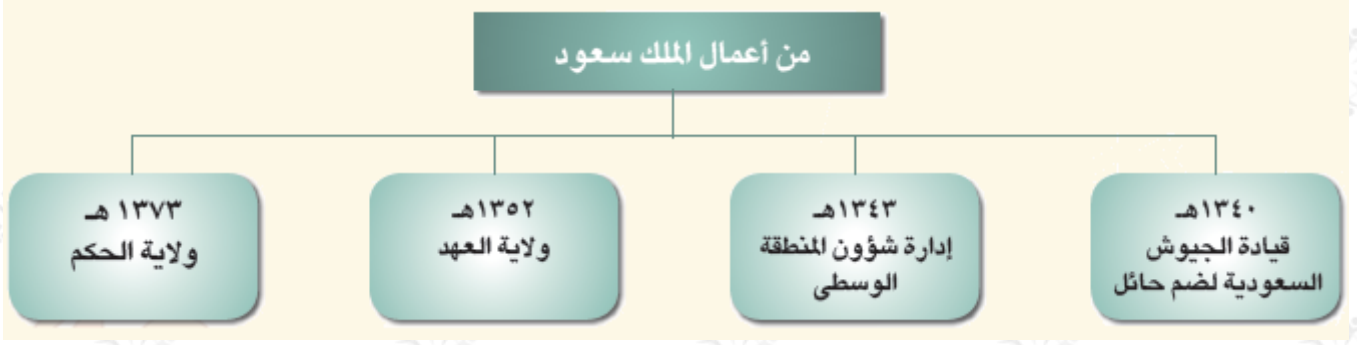 من أعمال الملك سعود
١٣٤٠هـ
قيادة الجيوش
السعودية لضم حائل
١٣٤٣هـ
إدارة شؤون المنطقة
الوسطى
١٣٥٢هـ
ولاية العهد
١٣٧٣ هـ
ولاية الحكم